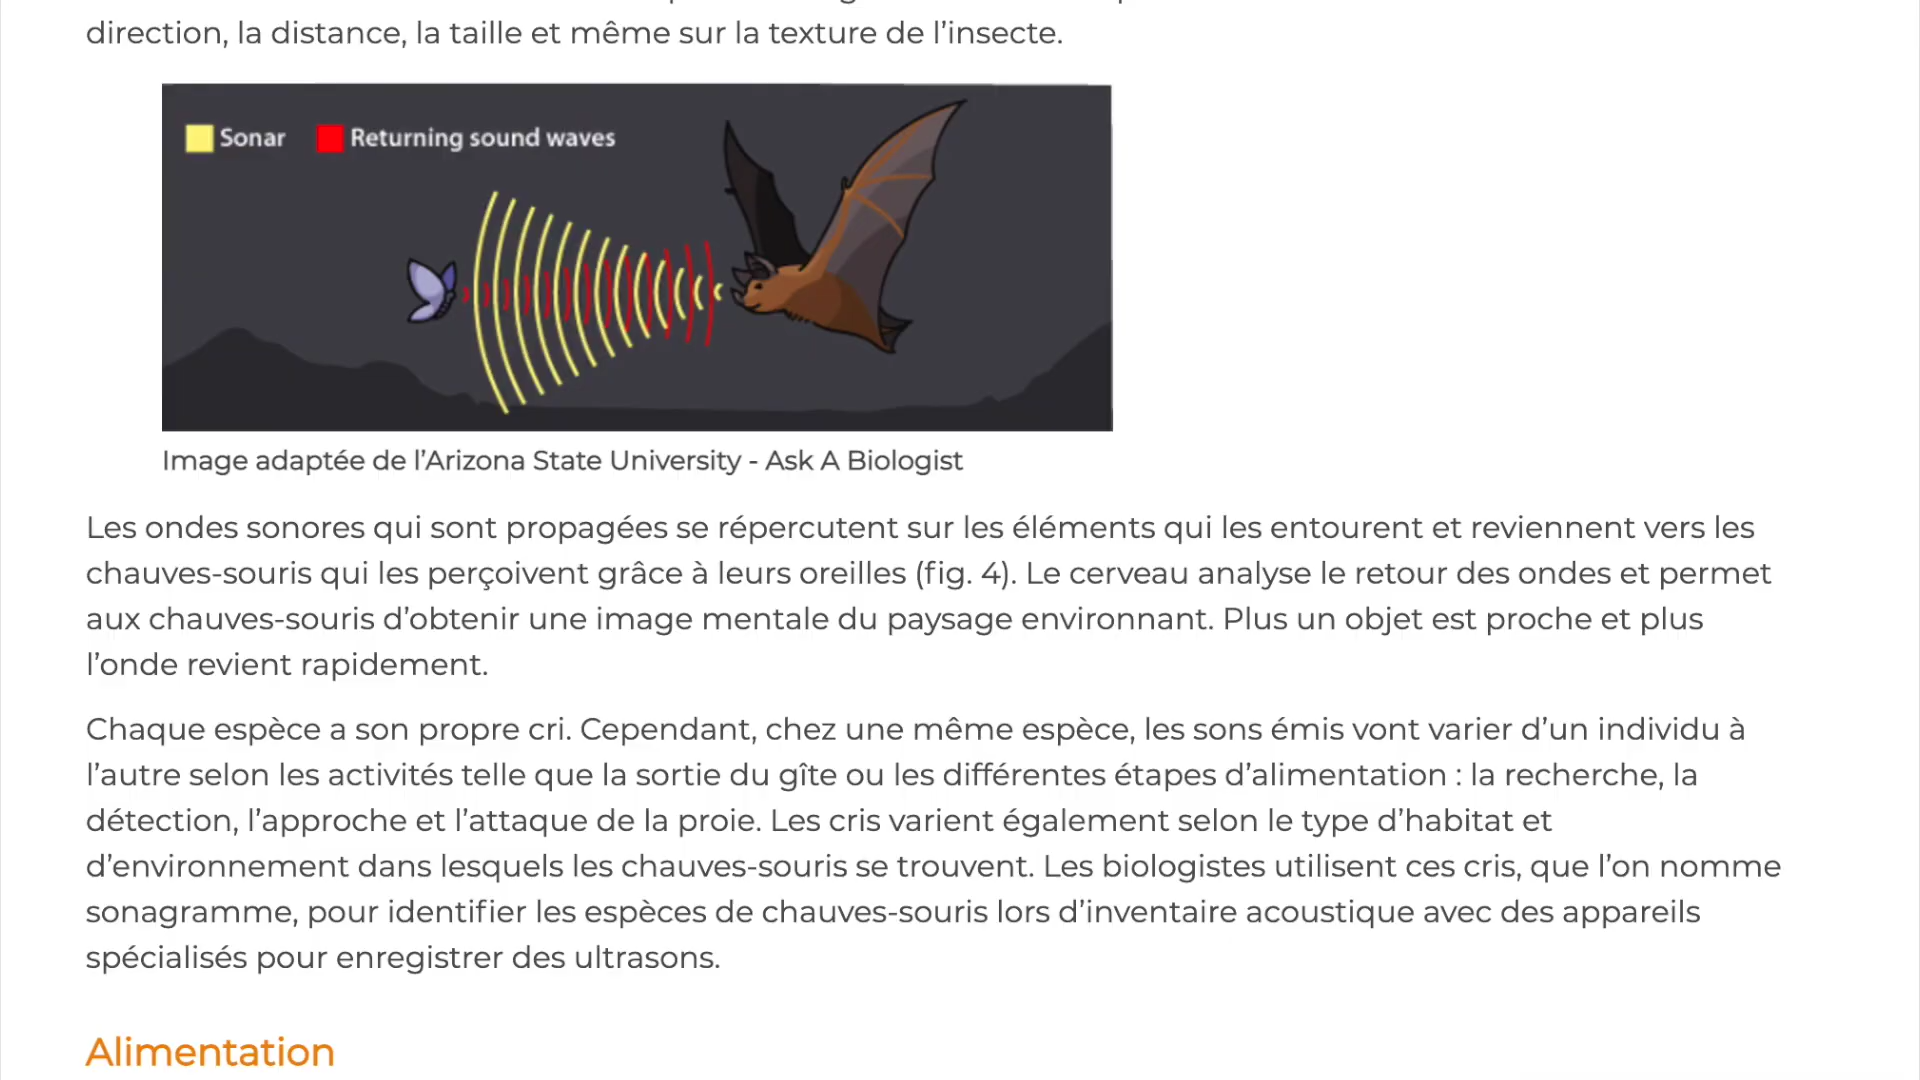 direction, la distance, la taille et même sur la texture de l’insecte.
Sonar Returning sound waves
Image adaptée de l’Arizona State University - Ask A Biologist
Les ondes sonores qui sont propagées se répercutent sur les éléments qui les entourent et reviennent vers les
chauves-souris qui les perçoivent grâce à leurs oreilles (fig. 4). Le cerveau analyse le retour des ondes et permet
aux chauves-souris d’obtenir une image mentale du paysage environnant. Plus un objet est proche et plus
l’onde revient rapidement.
Chaque espèce a son propre cri. Cependant, chez une même espèce, les sons émis vont varier d’un individu à
l’autre selon les activités telle que la sortie du gîte ou les différentes étapes d’alimentation : la recherche, la
détection, l’approche et l’attaque de la proie. Les cris varient également selon le type d’habitat et
d’environnement dans lesquels les chauves-souris se trouvent. Les biologistes utilisent ces cris, que l’on nomme
sonagramme, pour identifier les espèces de chauves-souris lors d’inventaire acoustique avec des appareils
spécialisés pour enregistrer des ultrasons.
Alimentation